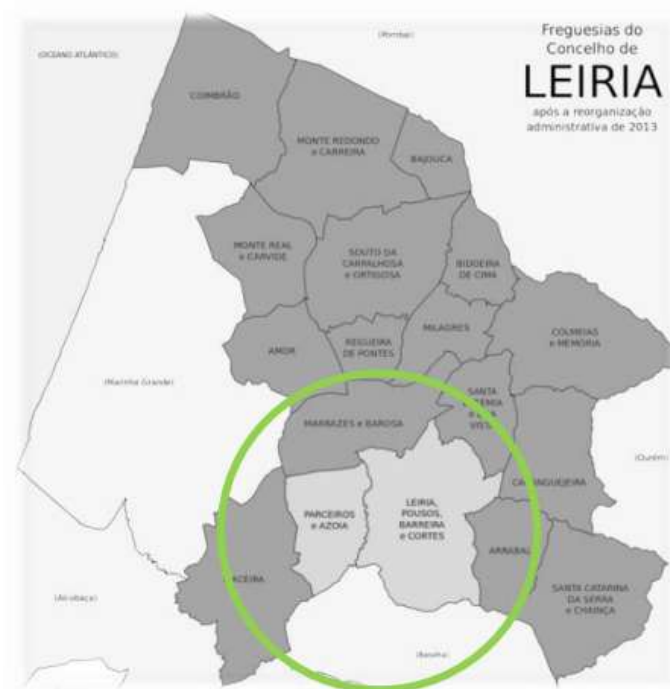 Freguesias do
Concelho de
LEIRIA
após a reorganização
administrativa de 2013
(OCEANO ATLÂNTICO)
(Pombal)
COIMBRÃO
MONTE REDONDO
e CARREIRA
BAJOUCA
MONTE REAL
e CARVIDE
SOUTO DA
CARPALHOSA
e ORTIGOSA
BIDOEIRA
DE CIMA
MILAGRES
COLMEIAS
e MEMÓRIA
AMOR
REGUEIRA
DE PONTES
(Marinha Grande)
SANTA
MARRAZES e BAROSA
(Ourém)
PARCEIROS
e AZOIA
LEIRIA,
POUSOS,
BARREIRA
e CORTES
ARRABAL
SANTA CATARINA
DA SERRA
e CHAINÇA
(Alcobaça)
(Batalha)